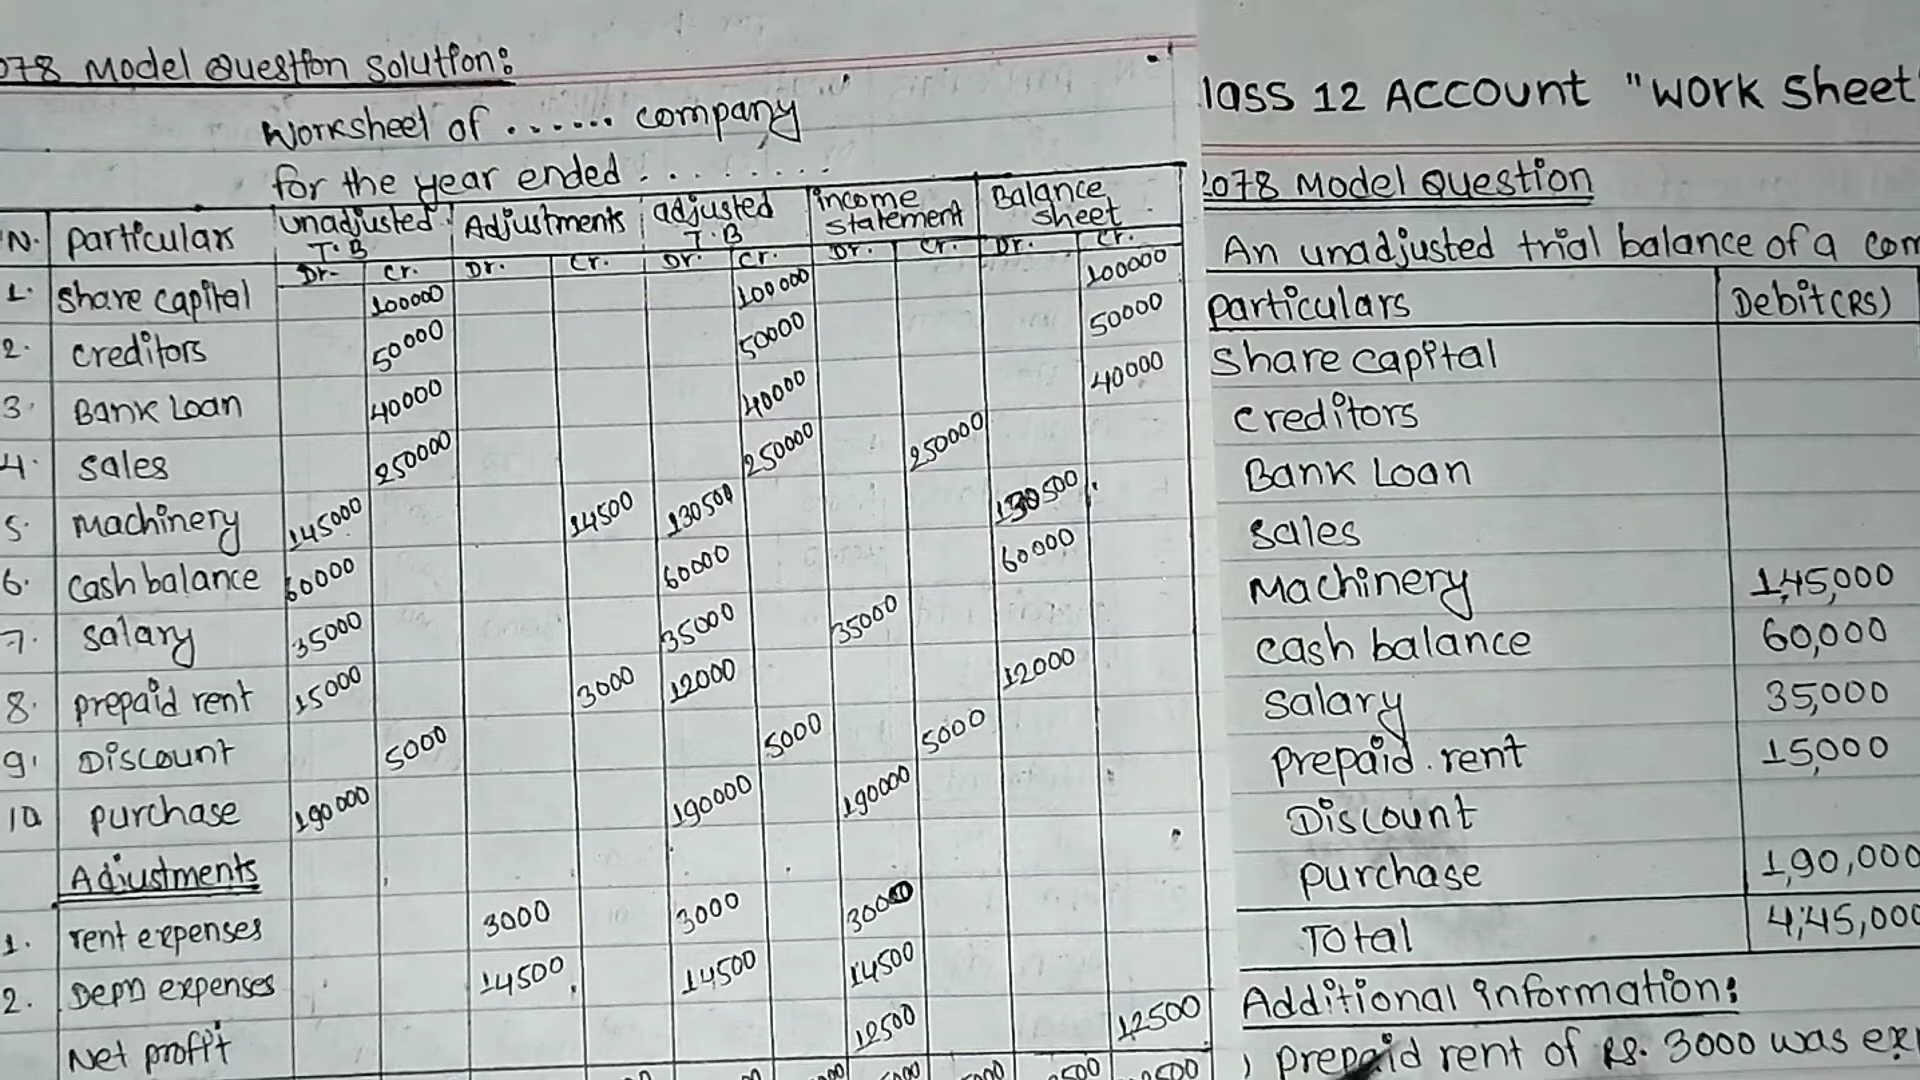 078 Model Question Solution:
Worksheet of ...... company
for the year ended ........
N. Particulars Unadjusted T.B Adjustments adjusted T.B income statement Balance sheet
Dr. Cr. Dr. Cr. Dr. Cr. Dr. Cr. Dr. Cr.
1. Share capital 100000 100000 100000
2. creditors 50000 50000 50000
3. Bank Loan 40000 40000 40000
4. sales 250000 250000 250000
5. Machinery 145000 14500 130500 130500
6. cash balance 60000 60000 60000
7. salary 35000 35000 35000
8. prepaid rent 15000 3000 12000 12000
9. Discount 5000 5000 5000
10 purchase 190000 190000 190000
Adjustments
1. rent expenses 3000 3000 3000
2. Depn expenses 14500 14500 14500
Net profit 12500 12500
lass 12 Account "Work Sheet"
2078 Model Question
An unadjusted trial balance of a com
particulars Debit(RS)
Share capital
creditors
Bank Loan
sales
Machinery 1,45,000
cash balance 60,000
Salary 35,000
prepaid.rent 15,000
Discount
purchase 1,90,000
Total 4,45,000
Additional information:
) prepaid rent of Rs. 3000 was exp